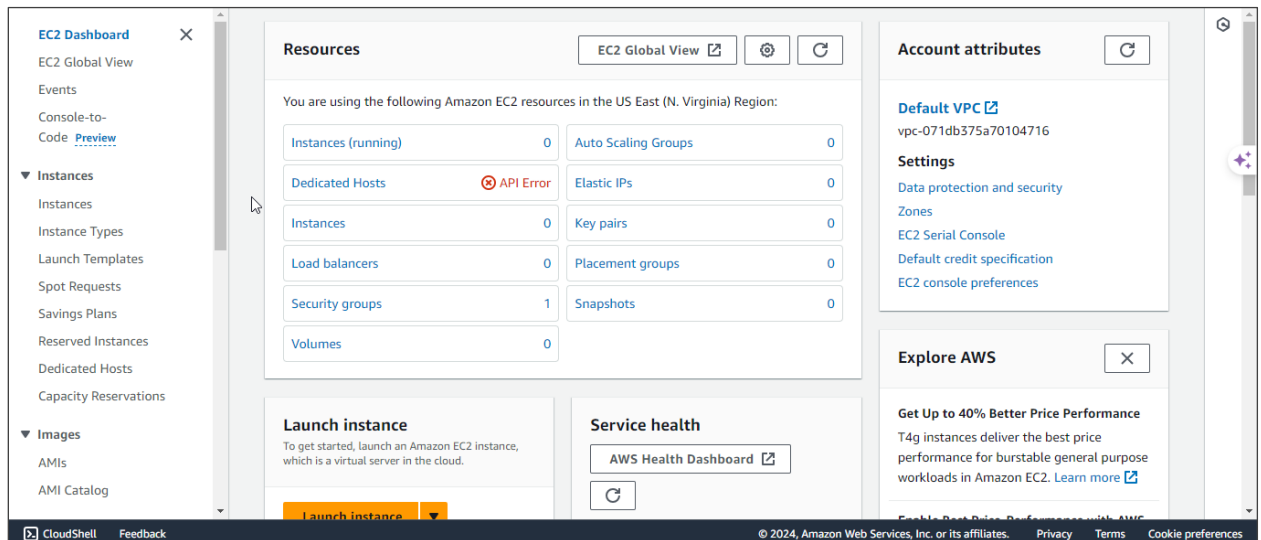 EC2 Dashboard
EC2 Global View
Events
Console-to-
Code Preview
Instances
Instances
Instance Types
Launch Templates
Spot Requests
Savings Plans
Reserved Instances
Dedicated Hosts
Capacity Reservations
Images
AMIs
AMI Catalog
Resources
EC2 Global View
You are using the following Amazon EC2 resources in the US East (N. Virginia) Region:
Instances (running) 0
Auto Scaling Groups 0
Dedicated Hosts API Error
Elastic IPs 0
Instances 0
Key pairs 0
Load balancers 0
Placement groups 0
Security groups 1
Snapshots 0
Volumes 0
Launch instance
To get started, launch an Amazon EC2 instance,
which is a virtual server in the cloud.
Launch instance
Service health
AWS Health Dashboard
Account attributes
Default VPC
vpc-071db375a70104716
Settings
Data protection and security
Zones
EC2 Serial Console
Default credit specification
EC2 console preferences
Explore AWS
Get Up to 40% Better Price Performance
T4g instances deliver the best price
performance for burstable general purpose
workloads in Amazon EC2. Learn more
Enable Best Price-Performance with AWS
CloudShell Feedback
© 2024, Amazon Web Services, Inc. or its affiliates. Privacy Terms Cookie preferences